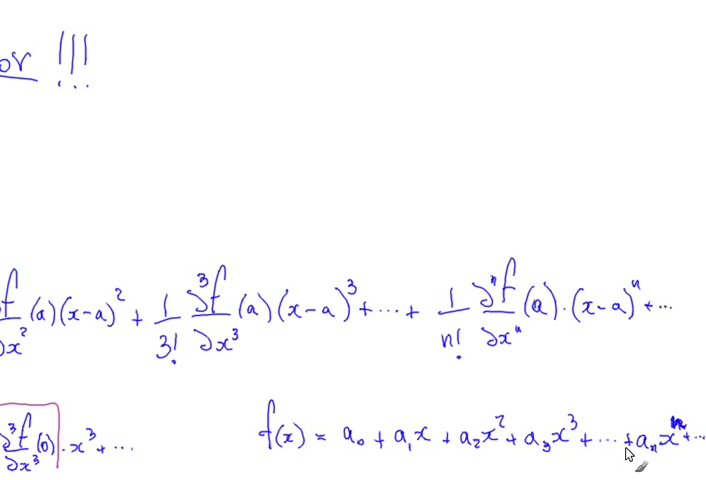 or !!!
f/∂x² (a)(x-a)² + 1/3! ∂³f/∂x³ (a)(x-a)³ + ... + 1/n! ∂ⁿf/∂xⁿ (a)·(x-a)ⁿ + ...
∂³f/∂x³ (0) · x³ + ... f(x) = a₀ + a₁x + a₂x² + a₃x³ + ... + aₙxⁿ + ...